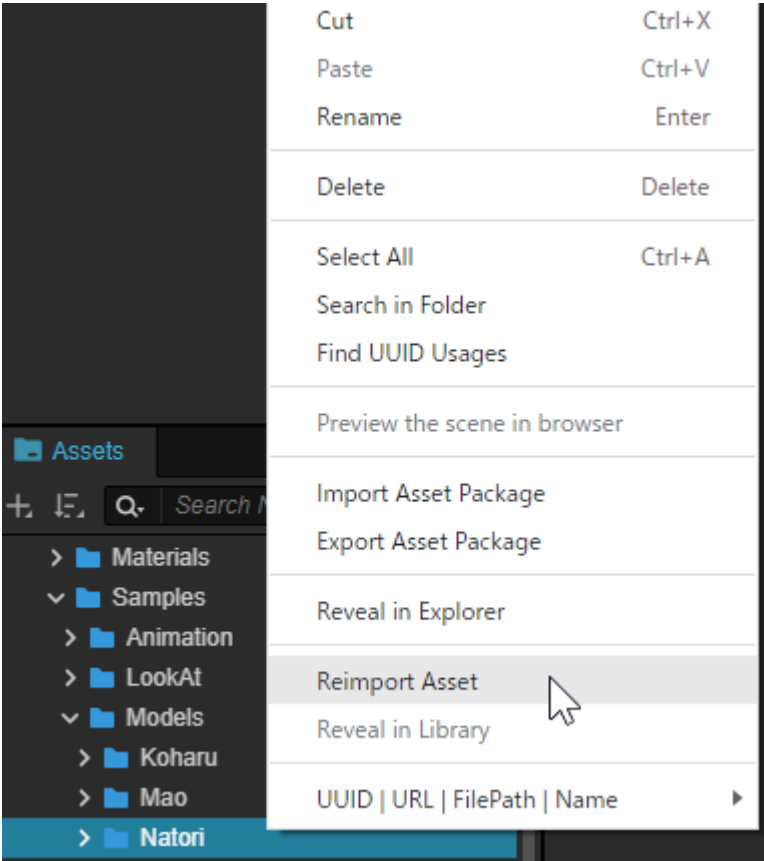 Cut Ctrl+X
Paste Ctrl+V
Rename Enter
Delete Delete
Select All Ctrl+A
Search in Folder
Find UUID Usages
Preview the scene in browser
Import Asset Package
Export Asset Package
Reveal in Explorer
Reimport Asset
Reveal in Library
UUID | URL | FilePath | Name
Assets
Search
Materials
Samples
Animation
LookAt
Models
Koharu
Mao
Natori